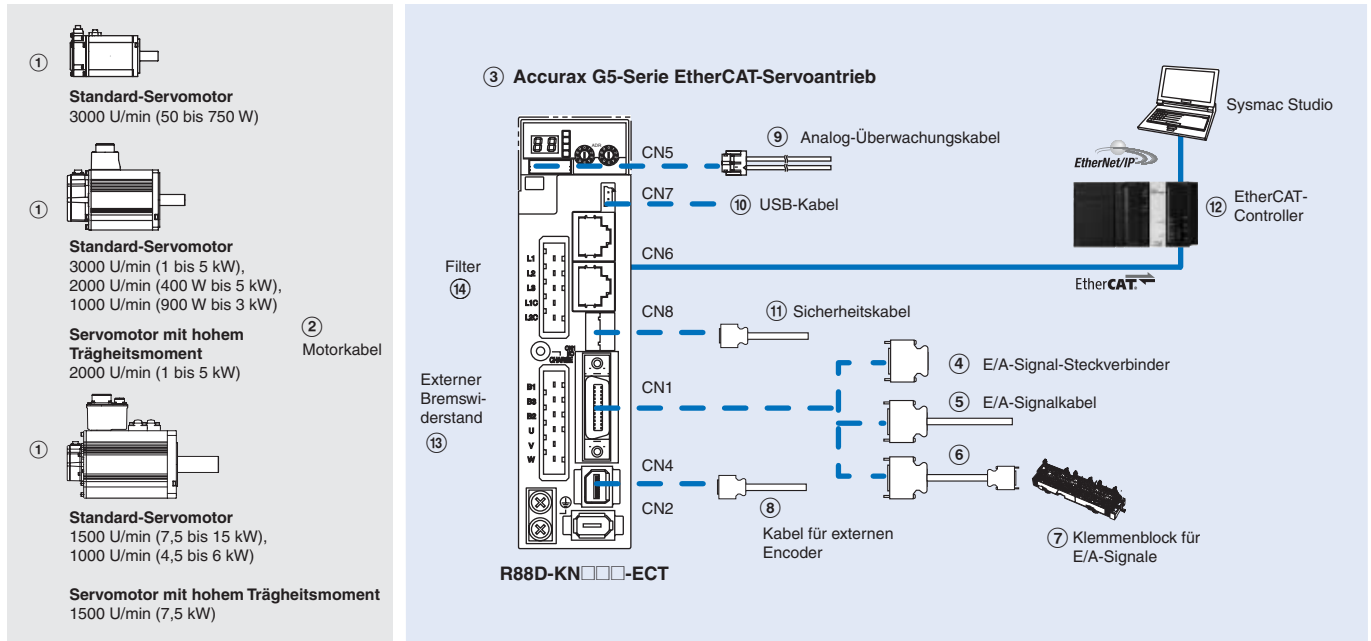 ①
Standard-Servomotor
3000 U/min (50 bis 750 W)
①
Standard-Servomotor
3000 U/min (1 bis 5 kW),
2000 U/min (400 W bis 5 kW),
1000 U/min (900 W bis 3 kW)
Servomotor mit hohem
Trägheitsmoment
2000 U/min (1 bis 5 kW)
②
Motorkabel
①
Standard-Servomotor
1500 U/min (7,5 bis 15 kW),
1000 U/min (4,5 bis 6 kW)
Servomotor mit hohem Trägheitsmoment
1500 U/min (7,5 kW)
③ Accurax G5-Serie EtherCAT-Servoantrieb
ADR
CN5
⑨ Analog-Überwachungskabel
CN7
⑩ USB-Kabel
CN6
Filter
⑭
L1
L2
L3
L1C
L2C
CN8
⑪ Sicherheitskabel
CHARGE
Externer
Bremswi-
derstand
⑬
B1
B3
B2
U
V
W
CN1
④ E/A-Signal-Steckverbinder
⑤ E/A-Signalkabel
⑥
⑦ Klemmenblock für
E/A-Signale
CN4
CN2
⑧
Kabel für externen
Encoder
R88D-KN□□□-ECT
Sysmac Studio
EtherNet/IP
⑫ EtherCAT-
Controller
EtherCAT